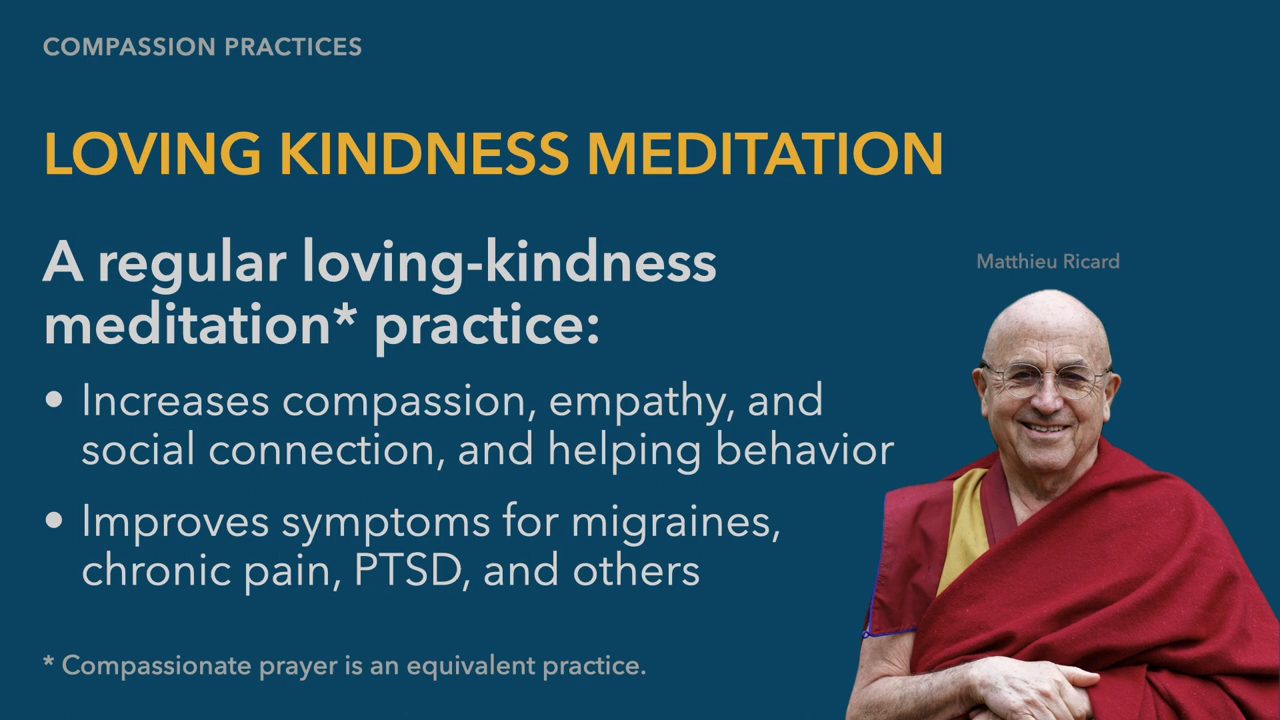 COMPASSION PRACTICES
LOVING KINDNESS MEDITATION
A regular loving-kindness
meditation* practice:
• Increases compassion, empathy, and
social connection, and helping behavior
• Improves symptoms for migraines,
chronic pain, PTSD, and others
* Compassionate prayer is an equivalent practice.
Matthieu Ricard